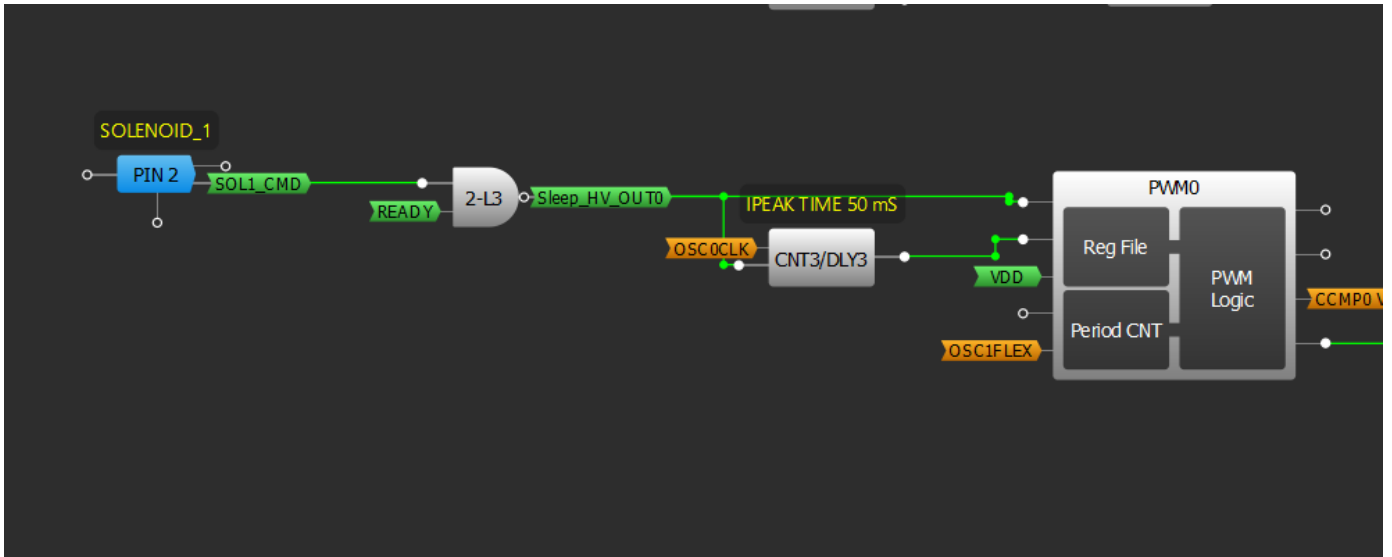 SOLENOID_1
PIN 2
SOL1_CMD
READY
2-L3
Sleep_HV_OUT0
IPEAK TIME 50 mS
OSC0CLK
CNT3/DLY3
VDD
OSC1FLEX
PWM0
Reg File
Period CNT
PWM
Logic
CCMP0